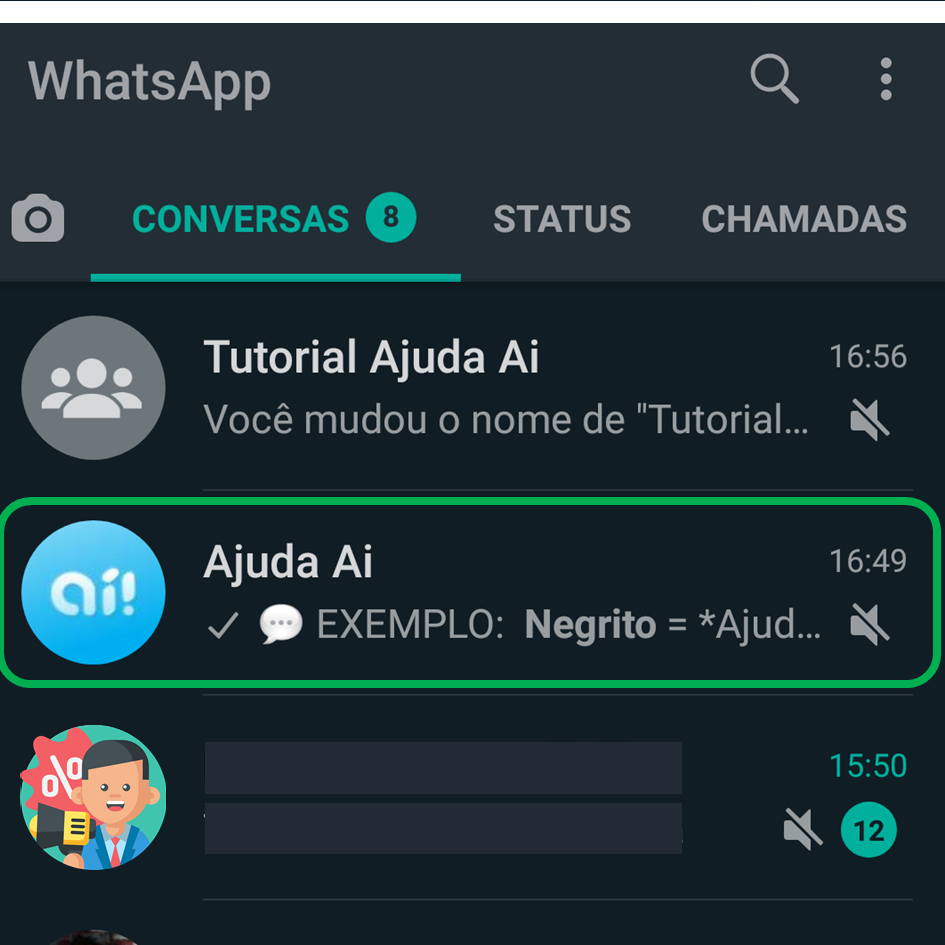 WhatsApp
CONVERSAS 8 STATUS CHAMADAS
Tutorial Ajuda Ai 16:56
Você mudou o nome de "Tutorial...
ai! Ajuda Ai 16:49
EXEMPLO: Negrito = *Ajud...
% 15:50
12